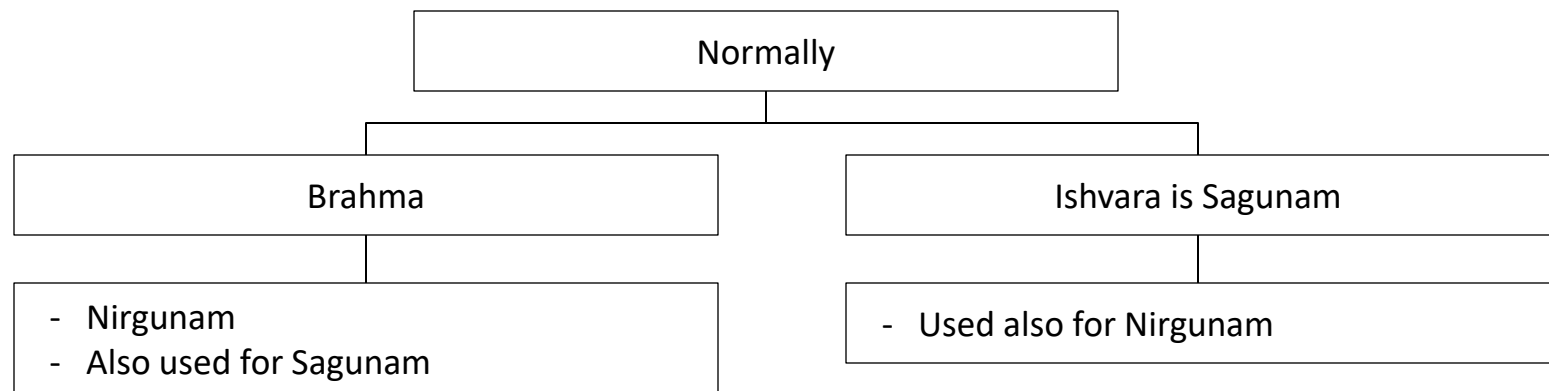 Normally
Brahma
Ishvara is Sagunam
- Nirgunam
- Also used for Sagunam
- Used also for Nirgunam